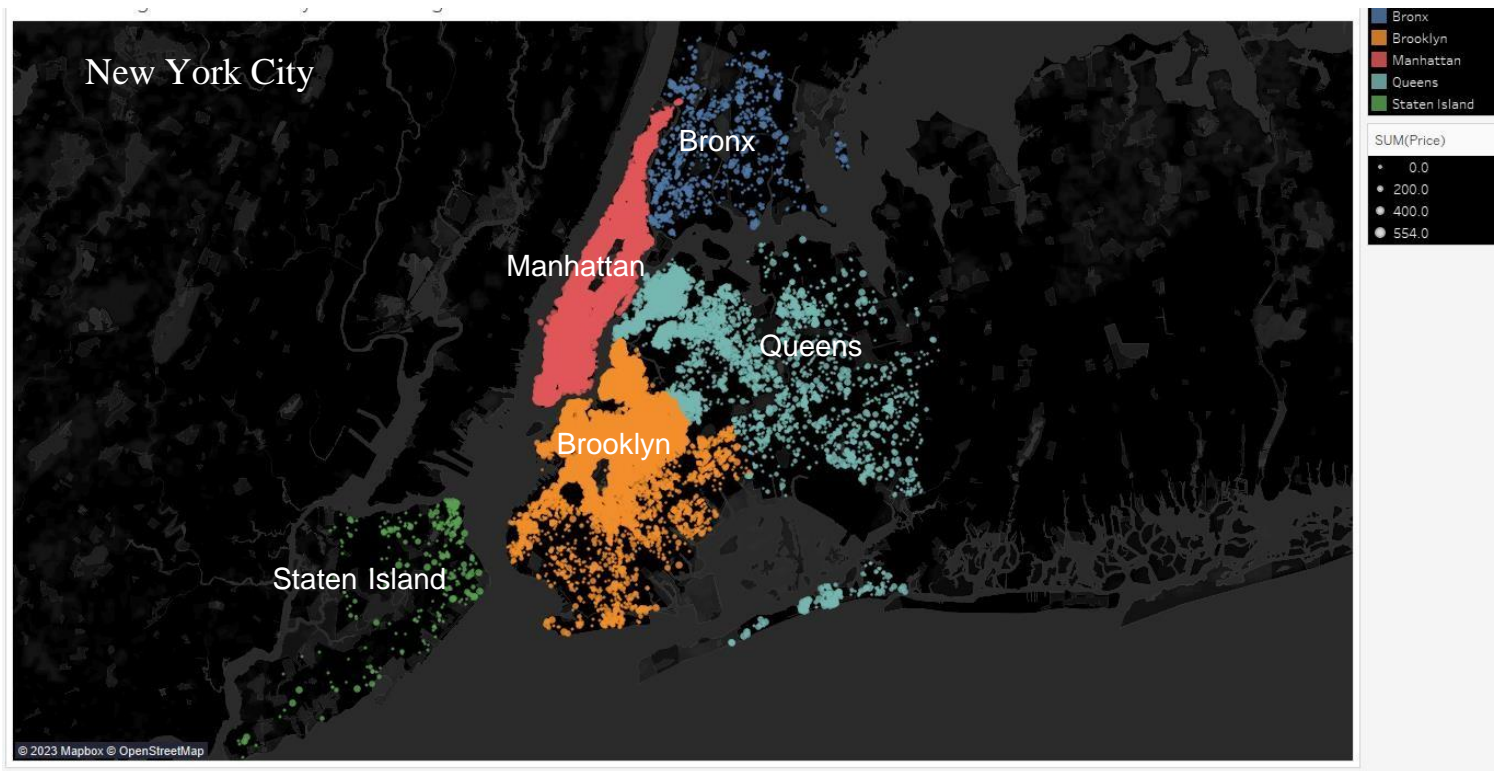 New York City
Bronx
Manhattan
Queens
Brooklyn
Staten Island
© 2023 Mapbox © OpenStreetMap
Bronx
Brooklyn
Manhattan
Queens
Staten Island
SUM(Price)
0.0
200.0
400.0
554.0